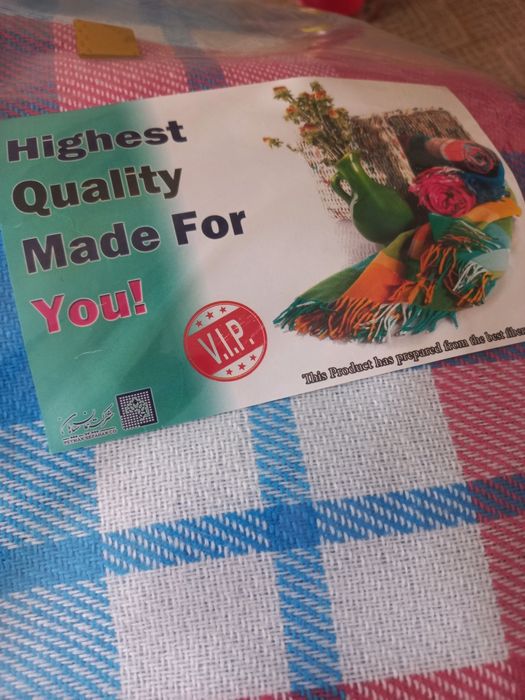 Highest
Quality
Made For
You!
V.I.P.
This Product has prepared from the best fiber